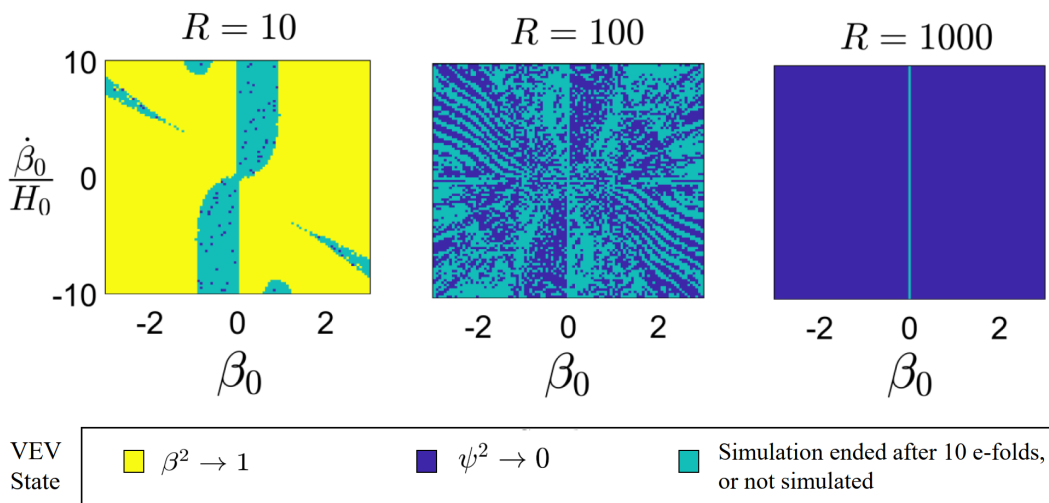 R = 10
R = 100
R = 1000
10
0
-10
β̇₀
H₀
-2 0 2
-2 0 2
-2 0 2
β₀
β₀
β₀
VEV
State
β² → 1
ψ² → 0
Simulation ended after 10 e-folds,
or not simulated